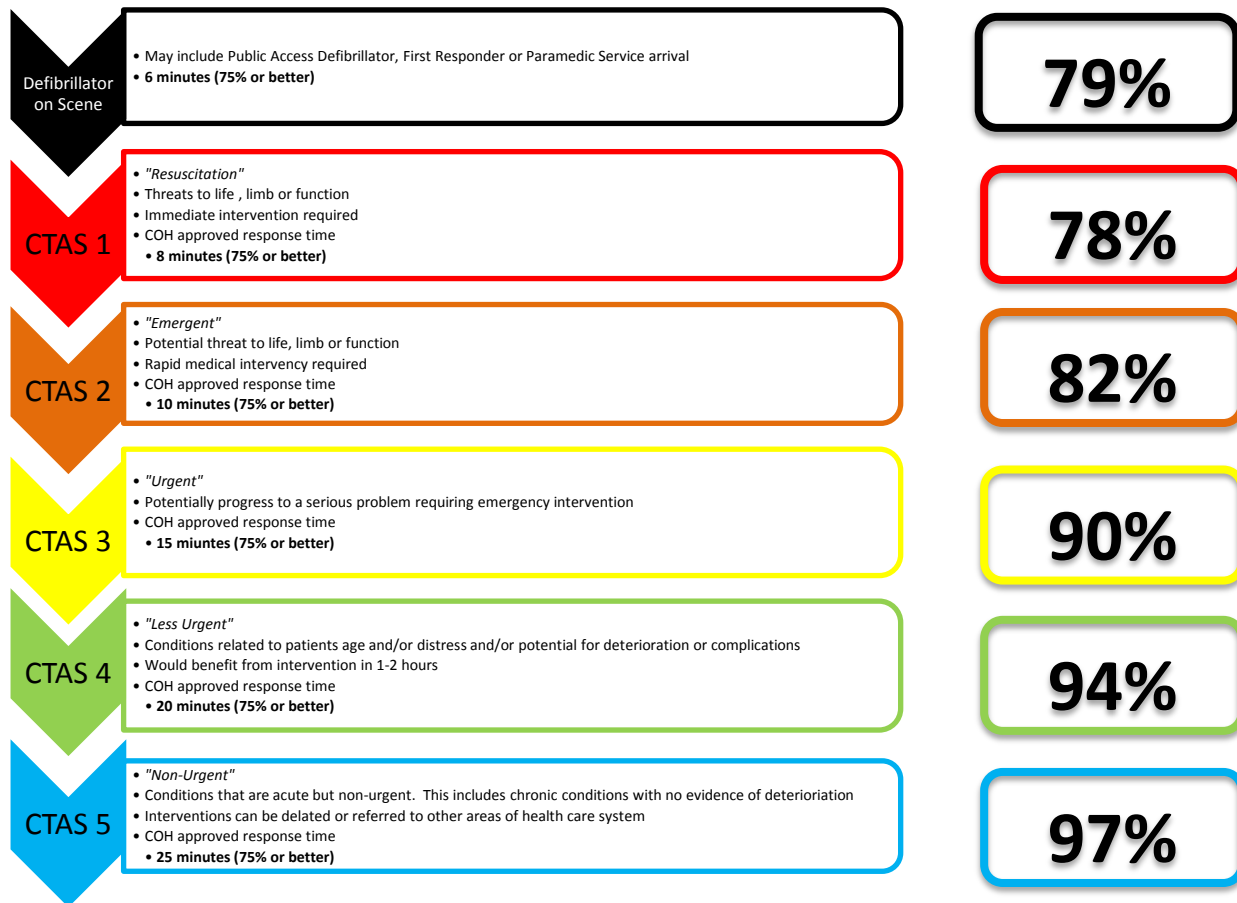 Defibrillator
on Scene
• May include Public Access Defibrillator, First Responder or Paramedic Service arrival
• 6 minutes (75% or better)
79%
CTAS 1
• "Resuscitation"
• Threats to life , limb or function
• Immediate intervention required
• COH approved response time
• 8 minutes (75% or better)
78%
CTAS 2
• "Emergent"
• Potential threat to life, limb or function
• Rapid medical intervency required
• COH approved response time
• 10 minutes (75% or better)
82%
CTAS 3
• "Urgent"
• Potentially progress to a serious problem requiring emergency intervention
• COH approved response time
• 15 miuntes (75% or better)
90%
CTAS 4
• "Less Urgent"
• Conditions related to patients age and/or distress and/or potential for deterioration or complications
• Would benefit from intervention in 1-2 hours
• COH approved response time
• 20 minutes (75% or better)
94%
CTAS 5
• "Non-Urgent"
• Conditions that are acute but non-urgent.  This includes chronic conditions with no evidence of deterioriation
• Interventions can be delated or referred to other areas of health care system
• COH approved response time
• 25 minutes (75% or better)
97%